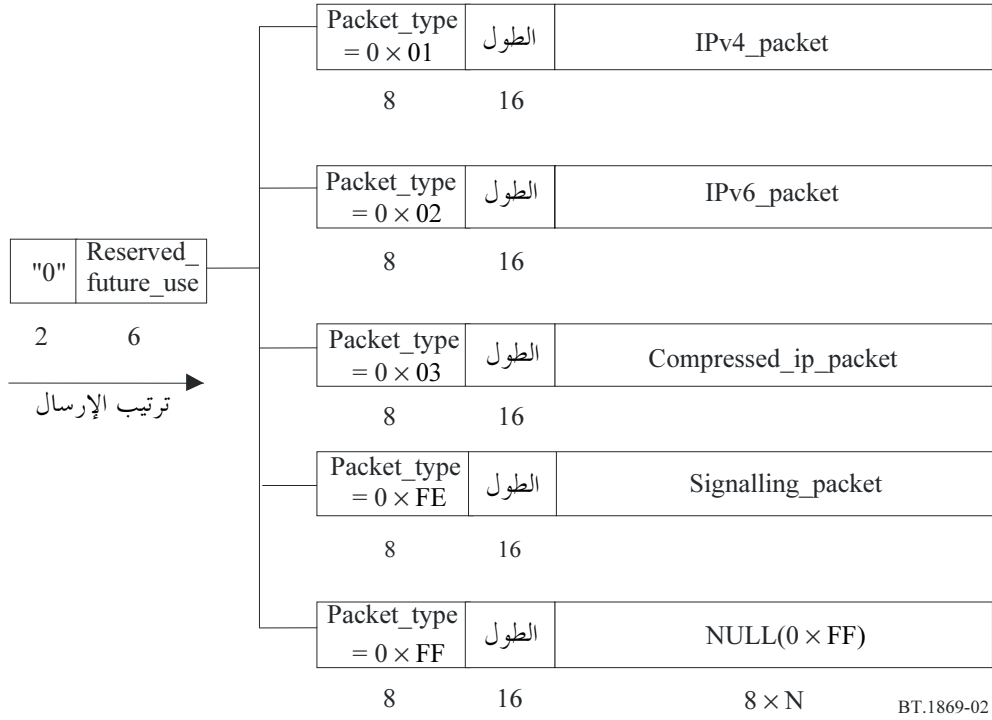 Packet_type
= 0 × 01
الطول
IPv4_packet
8
16
Packet_type
= 0 × 02
الطول
IPv6_packet
8
16
"0"
Reserved_
future_use
2
6
ترتيب الإرسال
Packet_type
= 0 × 03
الطول
Compressed_ip_packet
8
16
Packet_type
= 0 × FE
الطول
Signalling_packet
8
16
Packet_type
= 0 × FF
الطول
NULL(0 × FF)
8
16
8 × N
BT.1869-02